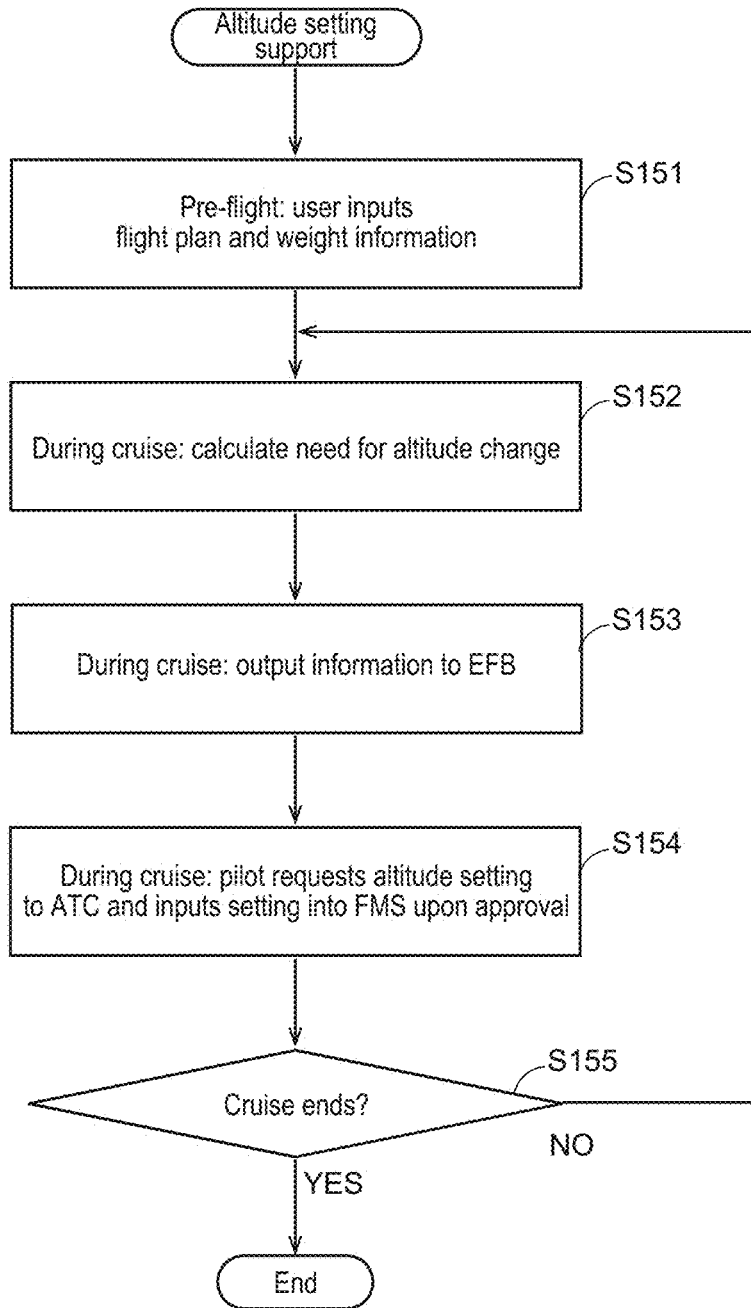 Altitude setting
support
S151
Pre-flight: user inputs
flight plan and weight information
S152
During cruise: calculate need for altitude change
S153
During cruise: output information to EFB
S154
During cruise: pilot requests altitude setting
to ATC and inputs setting into FMS upon approval
S155
Cruise ends?
NO
YES
End